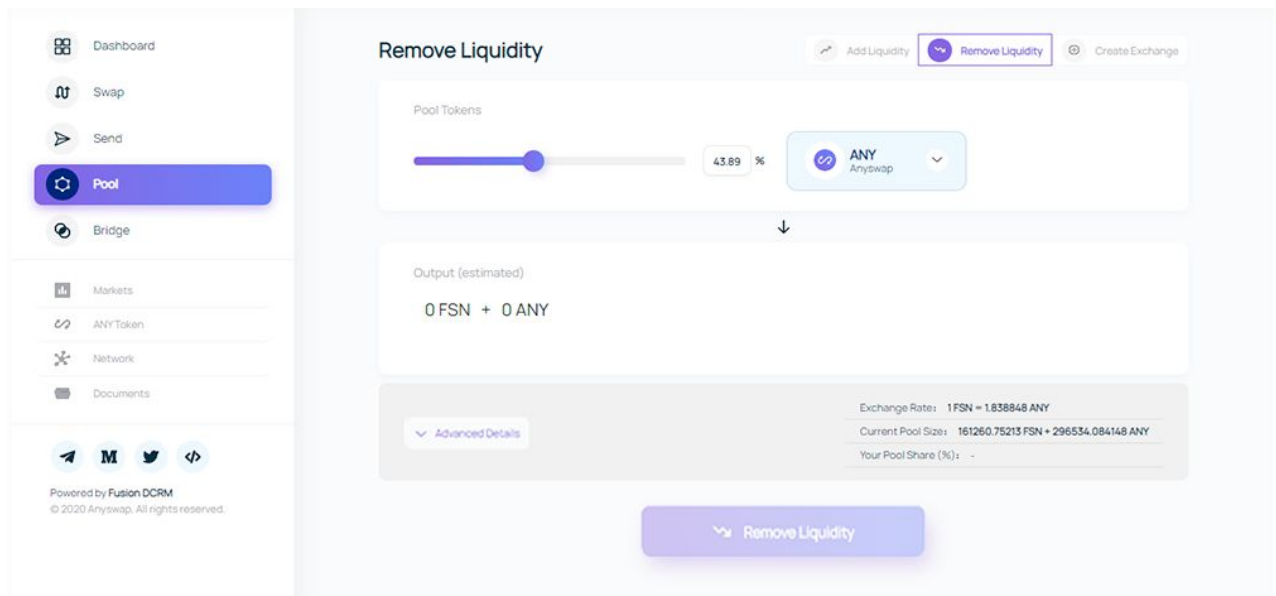 Dashboard
Swap
Send
Pool
Bridge
Markets
ANY Token
Network
Documents
M
Powered by Fusion DCRM
© 2020 Anyswap. All rights reserved.
Remove Liquidity
Add Liquidity
Remove Liquidity
Create Exchange
Pool Tokens
43.89 %
ANY
Anyswap
Output (estimated)
0 FSN + 0 ANY
Advanced Details
Exchange Rate: 1 FSN = 1.838848 ANY
Current Pool Size: 161260.75213 FSN + 296534.084148 ANY
Your Pool Share (%): -
Remove Liquidity